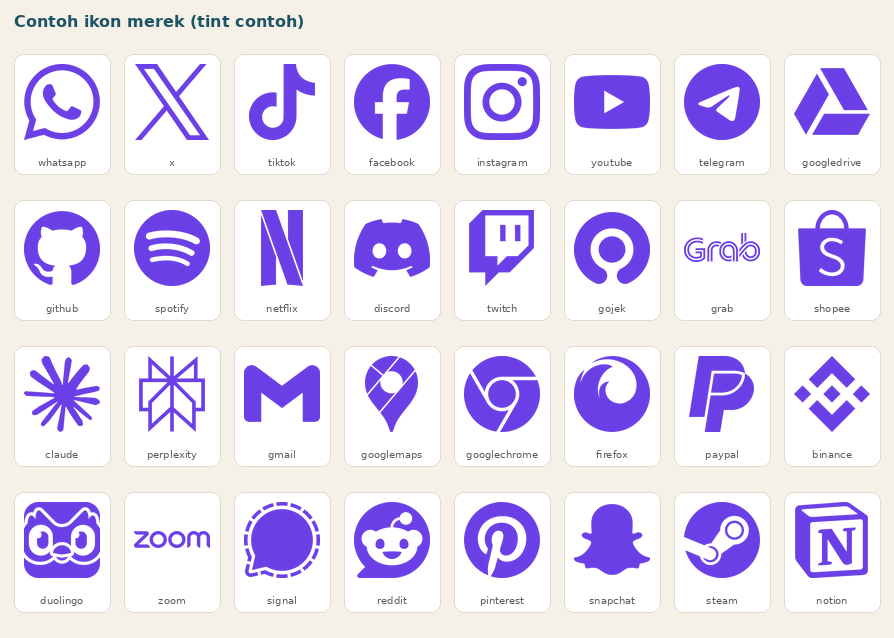 Contoh ikon merek (tint contoh)
whatsapp x tiktok facebook instagram youtube telegram googledrive
Grab
S
github spotify netflix discord twitch gojek grab shopee
claude perplexity gmail googlemaps googlechrome firefox paypal binance
zoom
N
duolingo zoom signal reddit pinterest snapchat steam notion